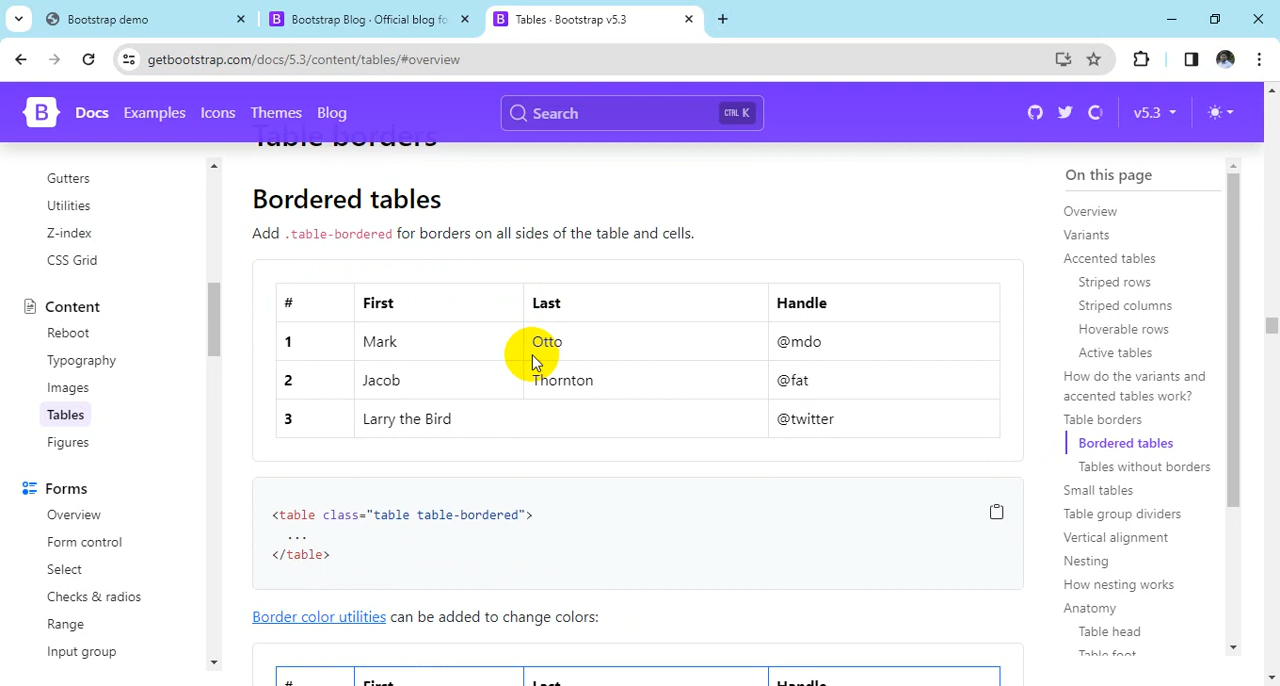 Bootstrap demo
Bootstrap Blog · Official blog fo
Tables · Bootstrap v5.3
getbootstrap.com/docs/5.3/content/tables/#overview
B Docs Examples Icons Themes Blog Search CTRL K v5.3
Table borders
Gutters
Utilities
Z-index
CSS Grid
Content
Reboot
Typography
Images
Tables
Figures
Forms
Overview
Form control
Select
Checks & radios
Range
Input group
Bordered tables
Add .table-bordered for borders on all sides of the table and cells.
# First Last Handle
1 Mark Otto @mdo
2 Jacob Thornton @fat
3 Larry the Bird @twitter
<table class="table table-bordered">
...
</table>
Border color utilities can be added to change colors:
# First Last Handle
On this page
Overview
Variants
Accented tables
Striped rows
Striped columns
Hoverable rows
Active tables
How do the variants and
accented tables work?
Table borders
Bordered tables
Tables without borders
Small tables
Table group dividers
Vertical alignment
Nesting
How nesting works
Anatomy
Table head
Table foot